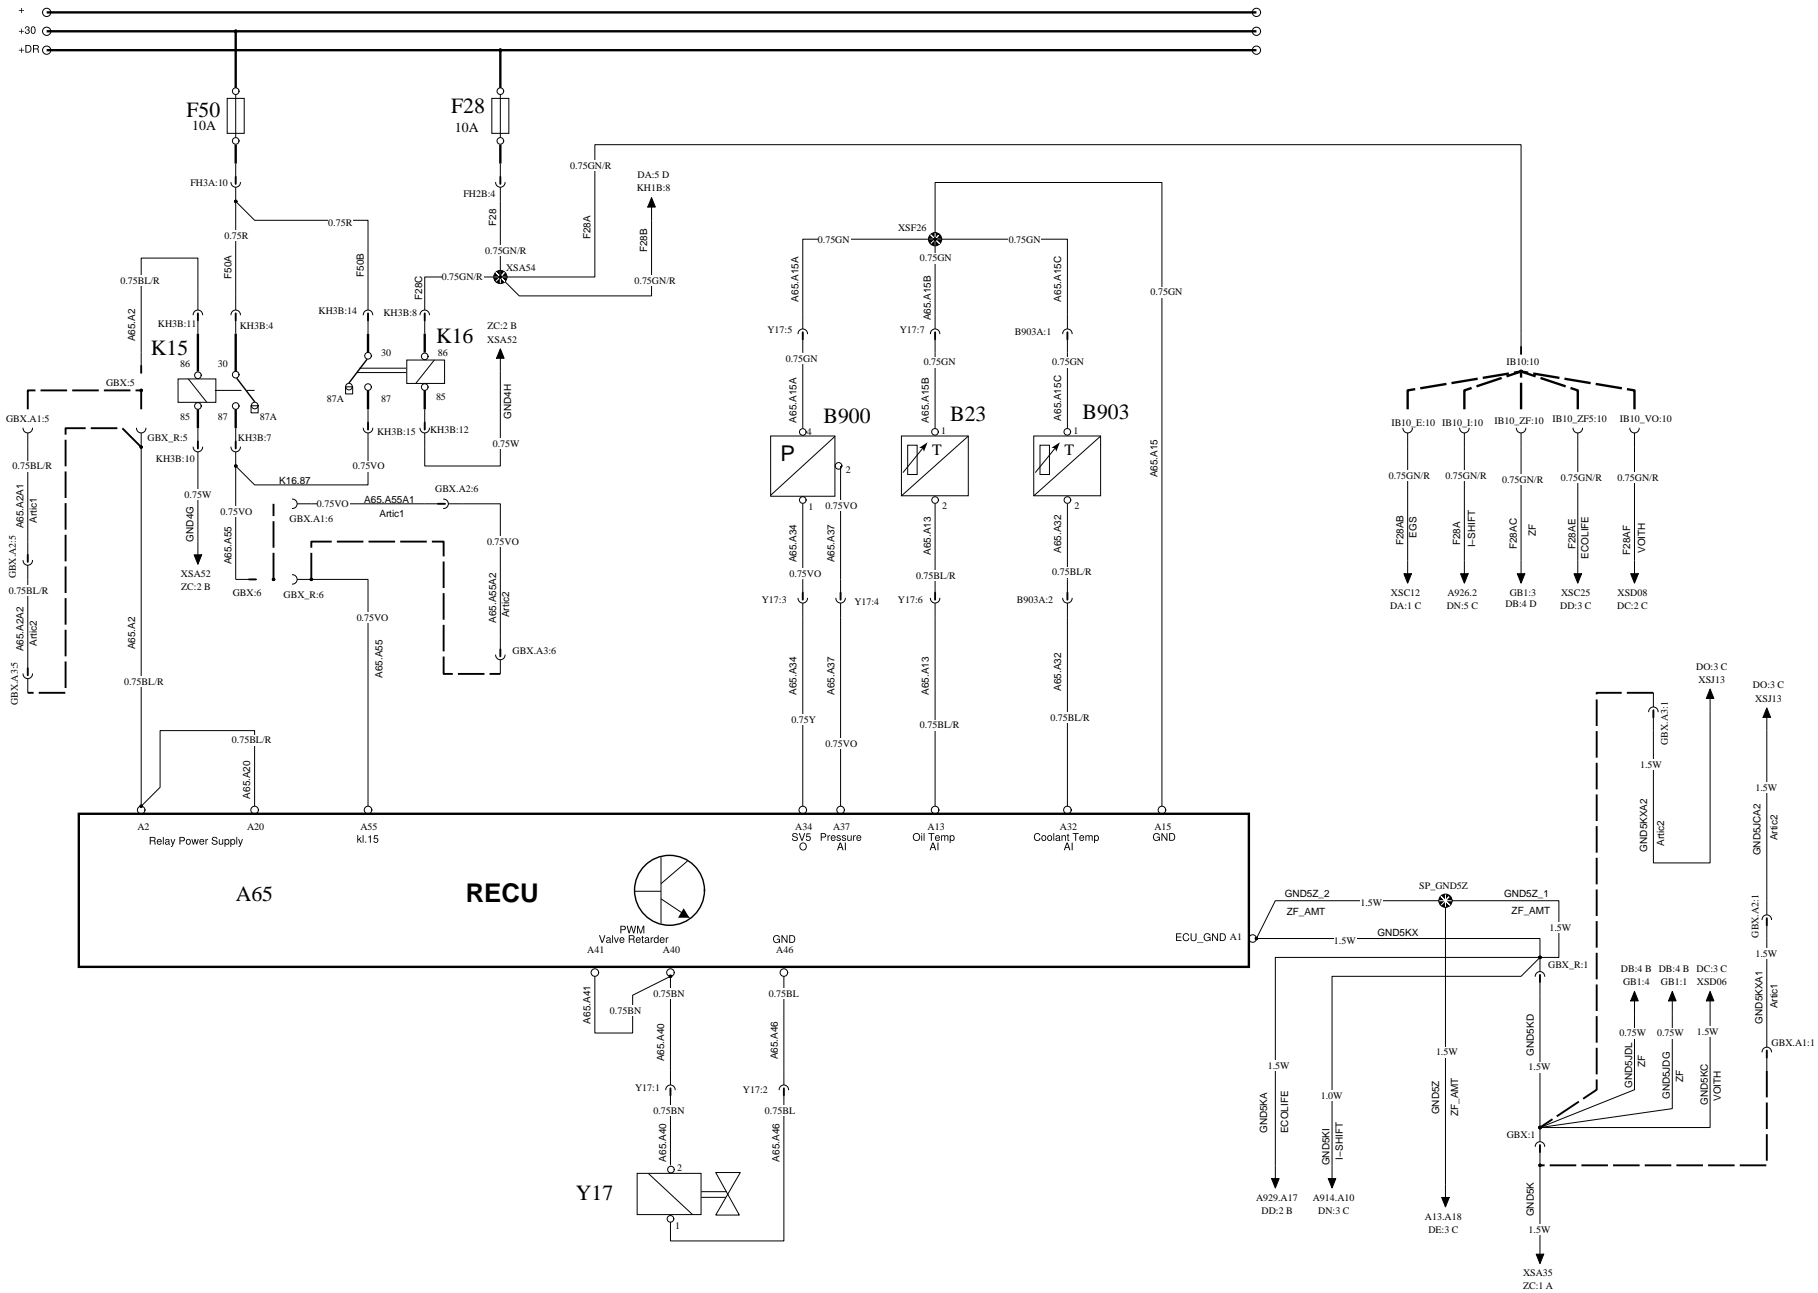 +
+30
+DR
F50
10A
F28
10A
FH3A:10
FH2B:4
0.75GN/R
DA:5 D
KH1B:8
0.75R
0.75R
F28
F28A
F28B
XSF26
0.75GN
0.75GN
0.75GN
F50A
F50B
F28C
0.75GN/R
0.75GN/R
XSA54
0.75GN/R
0.75BL/R
A65.A15A
A65.A15B
A65.A15C
0.75GN
A65.A2
KH3B:11
KH3B:4
KH3B:14
KH3B:8
ZC:2 B
XSA52
Y17:5
Y17:7
B903A:1
K15
K16
86
30
30
86
0.75GN
0.75GN
0.75GN
IB10:10
GBX:5
85
87
87A
87A
87
85
GND4H
A65.A15A
A65.A15B
A65.A15C
B900
B23
B903
GBX.A1:5
GBX_R:5
KH3B:7
KH3B:15
KH3B:12
0.75W
4
1
1
IB10_E:10
IB10_I:10
IB10_ZF:10
IB10_ZF5:10
IB10_VO:10
KH3B:10
P
T
T
2
0.75BL/R
0.75VO
A65.A15
0.75GN/R
0.75GN/R
0.75GN/R
0.75GN/R
0.75GN/R
K16.87
GBX.A2:6
A65.A2A1
Artic1
0.75W
0.75VO
0.75VO
A65.A55A1
Artic1
GBX.A1:6
1
0.75VO
2
2
GND4G
A65.A55
0.75VO
A65.A34
A65.A37
A65.A13
A65.A32
F28AB
EGS
F28A
I-SHIFT
F28AC
ZF
F28AE
ECOLIFE
F28AF
VOITH
GBX.A2:5
XSA52
ZC:2 B
0.75BL/R
GBX:6
GBX_R:6
0.75VO
0.75BL/R
0.75BL/R
A65.A55A2
Artic2
XSC12
DA:1 C
A926.2
DN:5 C
GB1:3
DB:4 D
XSC25
DD:3 C
XSD08
DC:2 C
Y17:3
Y17:4
Y17:6
B903A:2
A65.A2A2
Artic2
A65.A2
0.75VO
GBX.A3:6
A65.A55
GBX.A3:5
0.75BL/R
A65.A34
A65.A37
A65.A13
A65.A32
DO:3 C
XSJ13
DO:3 C
XSJ13
0.75Y
0.75BL/R
0.75BL/R
GBX.A3:1
0.75BL/R
0.75VO
1.5W
1.5W
A65.A20
GND5KXA2
Artic2
GND5JCA2
Artic2
A2
A20
A55
A34
A37
A13
A32
A15
Relay Power Supply
kl.15
SV5
O
Pressure
AI
Oil Temp
AI
Coolant Temp
AI
GND
A65
RECU
GND5Z_2
ZF_AMT
1.5W
SP_GND5Z
GND5Z_1
ZF_AMT
1.5W
GBX.A2:1
PWM
Valve Retarder
A41
A40
GND
A46
ECU_GND A1
1.5W
GND5KX
GBX_R:1
1.5W
DB:4 B
GB1:4
DB:4 B
GB1:1
DC:3 C
XSD06
A65.A41
0.75BN
0.75BN
0.75BL
GND5KXA1
Artic1
A65.A40
A65.A46
GND5KD
0.75W
0.75W
1.5W
GBX.A1:1
Y17:1
Y17:2
1.5W
1.5W
1.5W
GND5JDL
ZF
GND5JDG
ZF
GND5KC
VOITH
0.75BN
0.75BL
1.0W
GND5KA
ECOLIFE
GND5KI
I-SHIFT
GND5Z
ZF_AMT
GBX:1
A65.A40
A65.A46
2
Y17
1
A929.A17
DD:2 B
A914.A10
DN:3 C
A13.A18
DE:3 C
GND5K
1.5W
XSA35
ZC:1 A